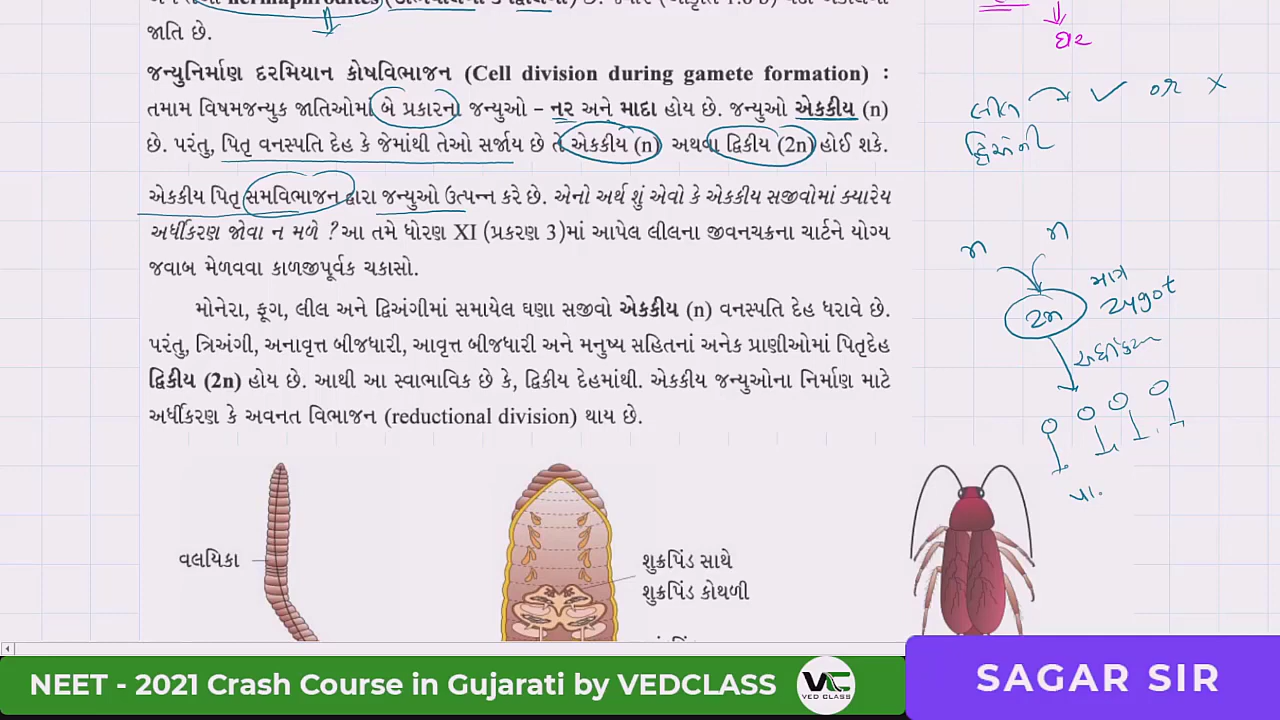 જાતિ છે.
જન્યુનિર્માણ દરમિયાન કોષવિભાજન (Cell division during gamete formation) :
તમામ વિષમજન્યુક જાતિઓમાં બે પ્રકારના જન્યુઓ – નર અને માદા હોય છે. જન્યુઓ એકકીય (n)
છે. પરંતુ, પિતૃ વનસ્પતિ દેહ કે જેમાંથી તેઓ સર્જાય છે તે એકકીય (n) અથવા દ્વિકીય (2n) હોઈ શકે.
એકકીય પિતૃ સમવિભાજન દ્વારા જન્યુઓ ઉત્પન્ન કરે છે. એનો અર્થ શું એવો કે એકકીય સજીવોમાં ક્યારેય
અર્ધીકરણ જોવા ન મળે ? આ તમે ધોરણ XI (પ્રકરણ 3)માં આપેલ લીલના જીવનચક્રના ચાર્ટને યોગ્ય
જવાબ મેળવવા કાળજીપૂર્વક ચકાસો.
મોનેરા, ફૂગ, લીલ અને દ્વિઅંગીમાં સમાયેલ ઘણા સજીવો એકકીય (n) વનસ્પતિ દેહ ધરાવે છે.
પરંતુ, ત્રિઅંગી, અનાવૃત્ત બીજધારી, આવૃત્ત બીજધારી અને મનુષ્ય સહિતનાં અનેક પ્રાણીઓમાં પિતૃદેહ
દ્વિકીય (2n) હોય છે. આથી આ સ્વાભાવિક છે કે, દ્વિકીય દેહમાંથી. એકકીય જન્યુઓના નિર્માણ માટે
અર્ધીકરણ કે અવનત વિભાજન (reductional division) થાય છે.
લીલ → ✓ or ×
દ્વિઅંગી
n n
2n
માત્ર
zygot
અર્ધીકરણ
વલયિકા
શુક્રપિંડ સાથે
શુક્રપિંડ કોથળી
NEET - 2021 Crash Course in Gujarati by VEDCLASS
VC
VED CLASS
SAGAR SIR